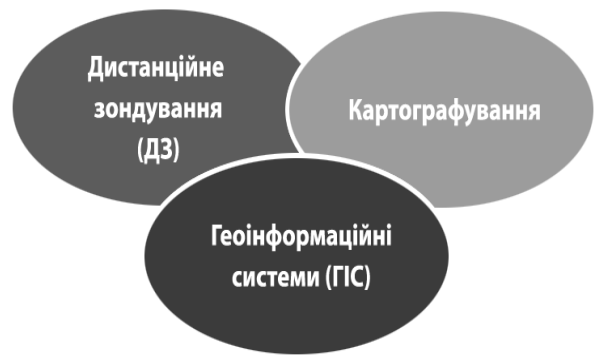 Дистанційне
зондування
(ДЗ)
Картографування
Геоінформаційні
системи (ГІС)